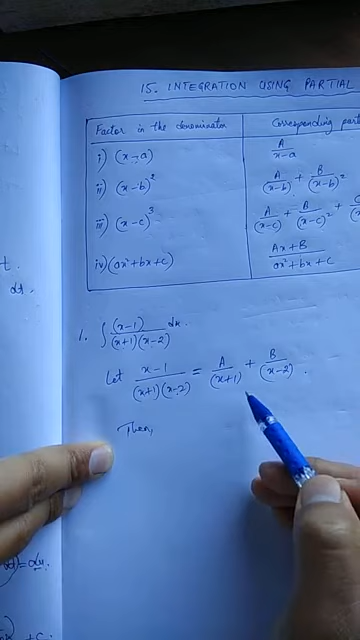 15. INTEGRATION USING PARTIAL
Factor in the denominator
Corresponding
i) (x-a)
A/(x-a)
ii) (x-b)²
A/(x-b) + B/(x-b)²
iii) (x-c)³
A/(x-c) + B/(x-c)² +
iv) (ax²+bx+c)
Ax+B/(ax²+bx+c)
1. ∫ (x-1)/((x+1)(x-2)) dx
Let (x-1)/((x+1)(x-2)) = A/(x+1) + B/(x-2).
Then,
t.
dx.
+c.